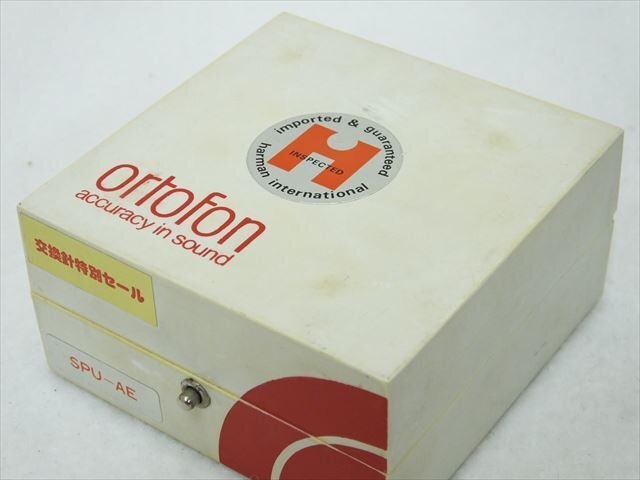 imported & guaranteed
INSPECTED
harman international
ortofon
accuracy in sound
交換針特別セール
SPU-AE